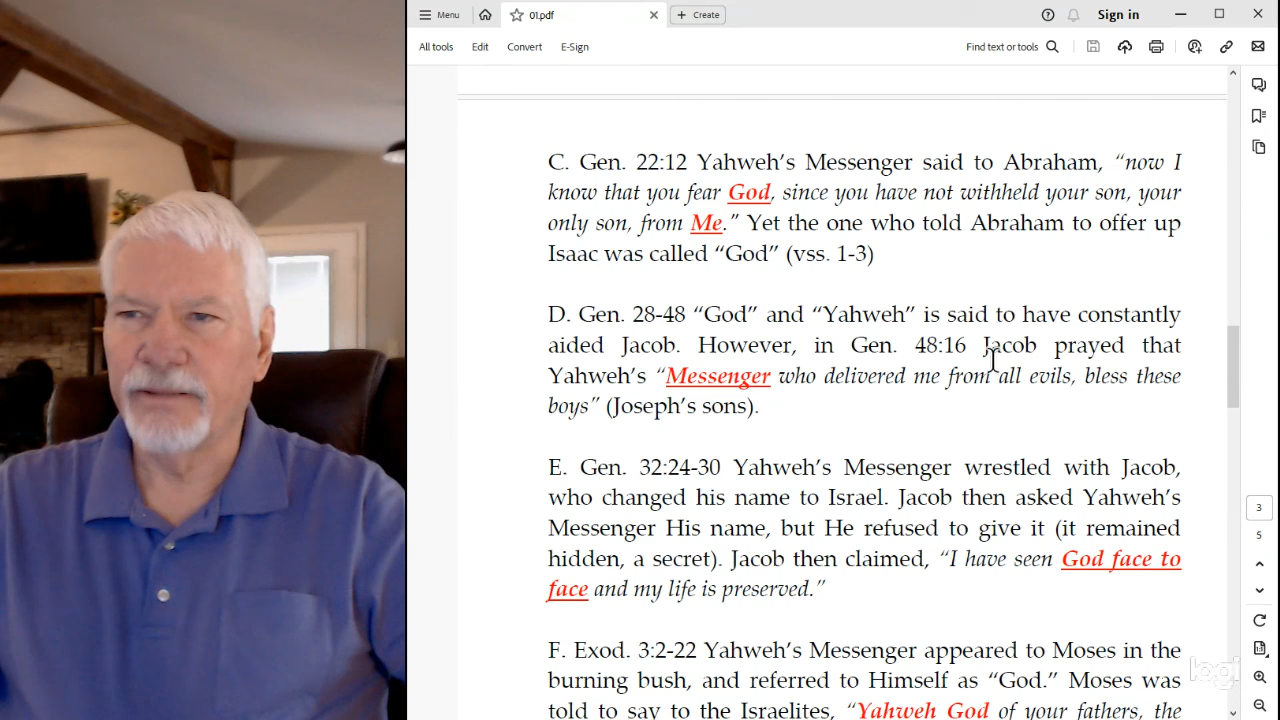 Menu
01.pdf
Create
Sign in
All tools
Edit
Convert
E-Sign
Find text or tools
C. Gen. 22:12 Yahweh's Messenger said to Abraham, "now I
know that you fear God, since you have not withheld your son, your
only son, from Me." Yet the one who told Abraham to offer up
Isaac was called "God" (vss. 1-3)
D. Gen. 28-48 "God" and "Yahweh" is said to have constantly
aided Jacob. However, in Gen. 48:16 Jacob prayed that
Yahweh's "Messenger who delivered me from all evils, bless these
boys" (Joseph's sons).
E. Gen. 32:24-30 Yahweh's Messenger wrestled with Jacob,
who changed his name to Israel. Jacob then asked Yahweh's
Messenger His name, but He refused to give it (it remained
hidden, a secret). Jacob then claimed, "I have seen God face to
face and my life is preserved."
F. Exod. 3:2-22 Yahweh's Messenger appeared to Moses in the
burning bush, and referred to Himself as "God." Moses was
told to say to the Israelites, "Yahweh God of your fathers, the
3
5
logi